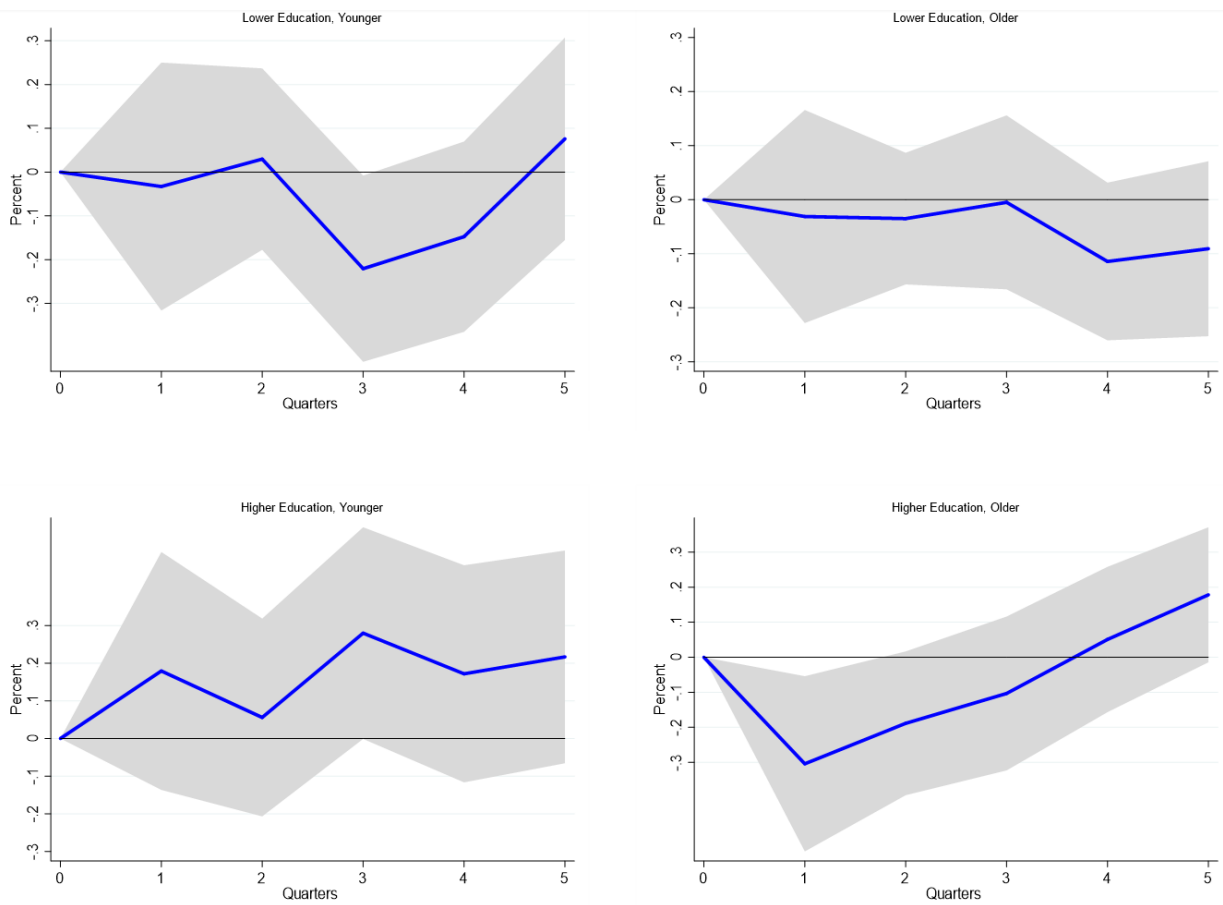 Lower Education, Younger
Percent
.3
.2
.1
0
-.1
-.2
-.3
0 1 2 3 4 5
Quarters
Lower Education, Older
Percent
.3
.2
.1
0
-.1
-.2
-.3
0 1 2 3 4 5
Quarters
Higher Education, Younger
Percent
.3
.2
.1
0
-.1
-.2
-.3
0 1 2 3 4 5
Quarters
Higher Education, Older
Percent
.3
.2
.1
0
-.1
-.2
-.3
0 1 2 3 4 5
Quarters